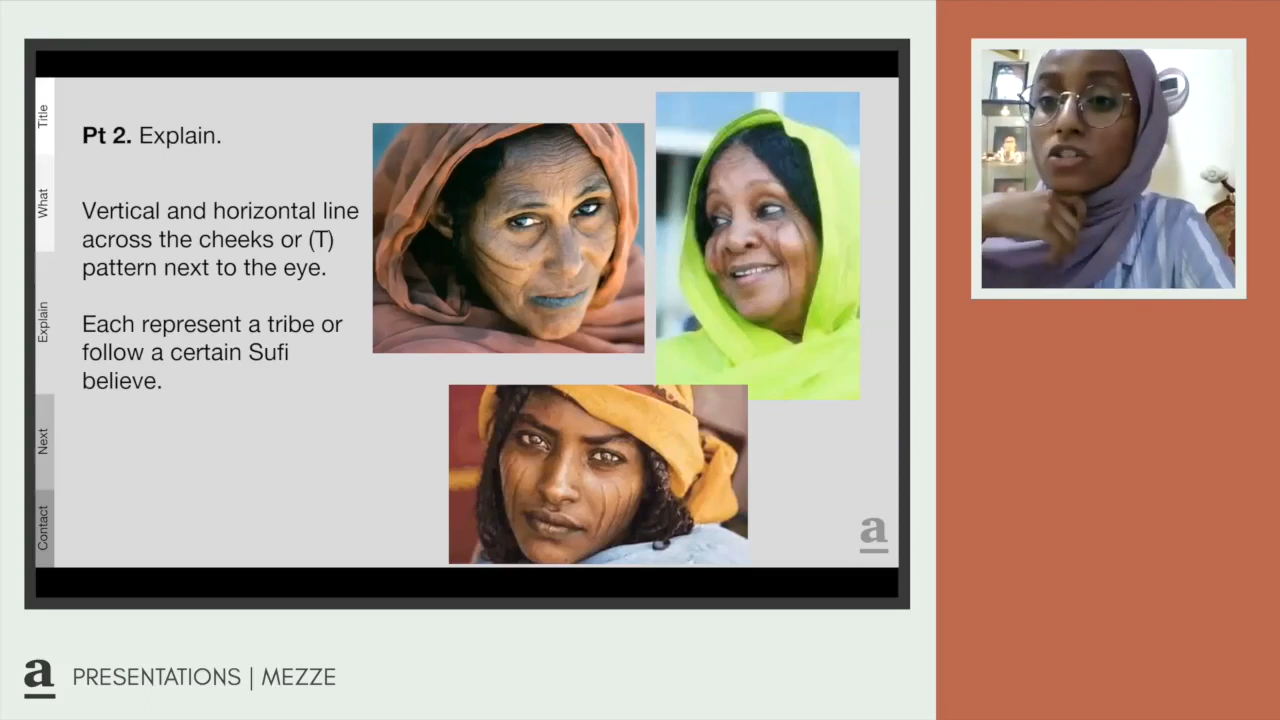 Title
What
Explain
Next
Contact
Pt 2. Explain.
Vertical and horizontal line
across the cheeks or (T)
pattern next to the eye.
Each represent a tribe or
follow a certain Sufi
believe.
a
a PRESENTATIONS | MEZZE